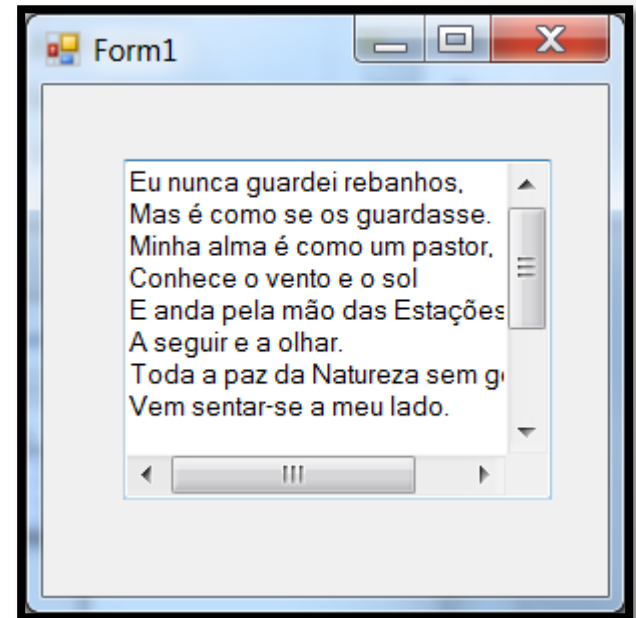 Form1
Eu nunca guardei rebanhos,
Mas é como se os guardasse.
Minha alma é como um pastor,
Conhece o vento e o sol
E anda pela mão das Estações
A seguir e a olhar.
Toda a paz da Natureza sem
Vem sentar-se a meu lado.